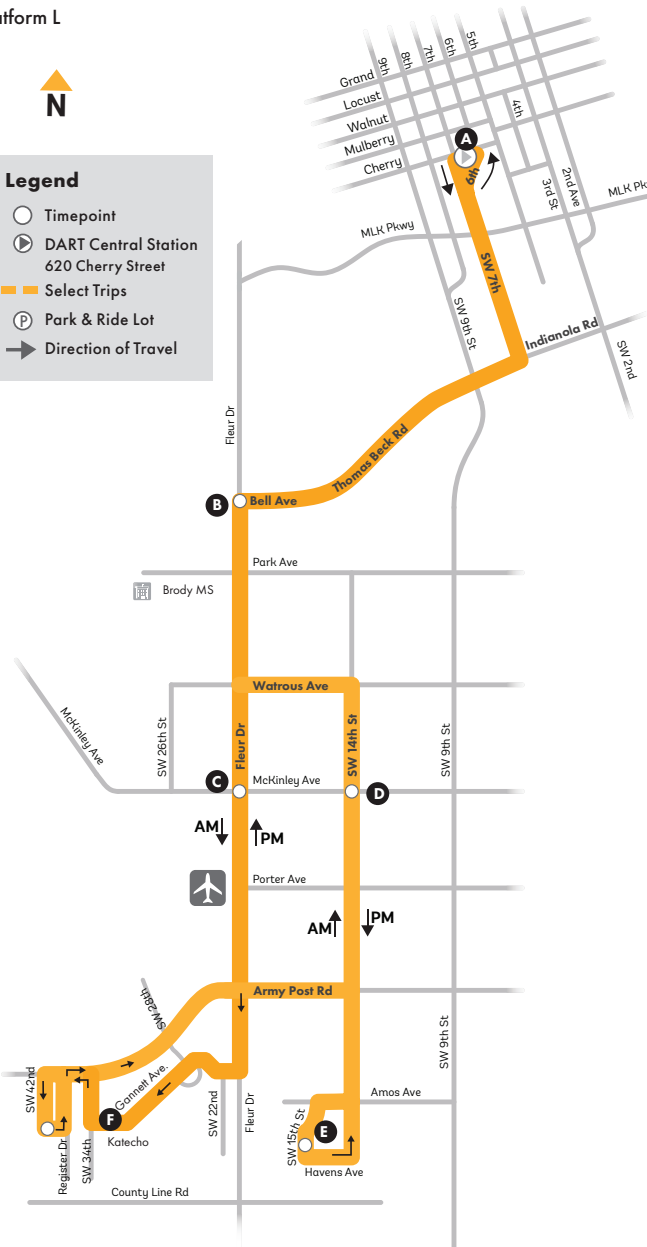 atform L
N
Legend
Timepoint
DART Central Station
620 Cherry Street
Select Trips
P
Park & Ride Lot
Direction of Travel
9th
8th
7th
6th
5th
4th
Grand
Locust
Walnut
Mulberry
Cherry
A
6th
3rd St
2nd Ave
MLK Pkwy
MLK Pk
SW 7th
SW 9th St
Indianola Rd
SW 2nd
Fleur Dr
Thomas Beck Rd
B
Bell Ave
Park Ave
Brody MS
Watrous Ave
McKinley Ave
SW 26th St
Fleur Dr
SW 14th St
SW 9th St
C
McKinley Ave
D
AM
PM
Porter Ave
AM
PM
Army Post Rd
SW 28th
SW 9th St
SW 42nd
Gannett Ave.
SW 22nd
Fleur Dr
Amos Ave
F
Katecho
SW 15th St
E
Register Dr
SW 34th
Havens Ave
County Line Rd